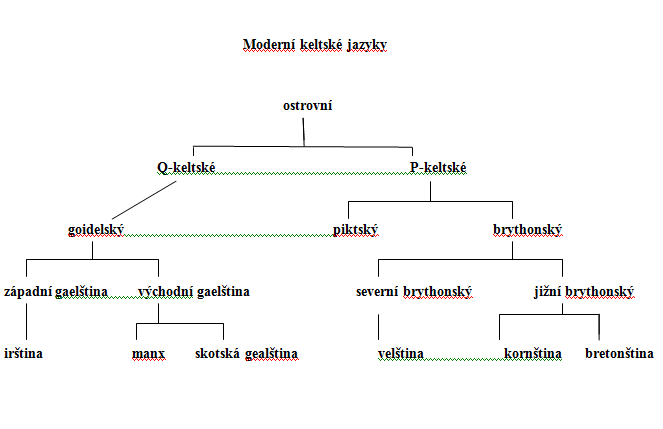 Moderní keltské jazyky
ostrovní
Q-keltské P-keltské
goidelský piktský brythonský
západní gaelština východní gaelština severní brythonský jižní brythonský
irština manx skotská gealština velština kornština bretonština